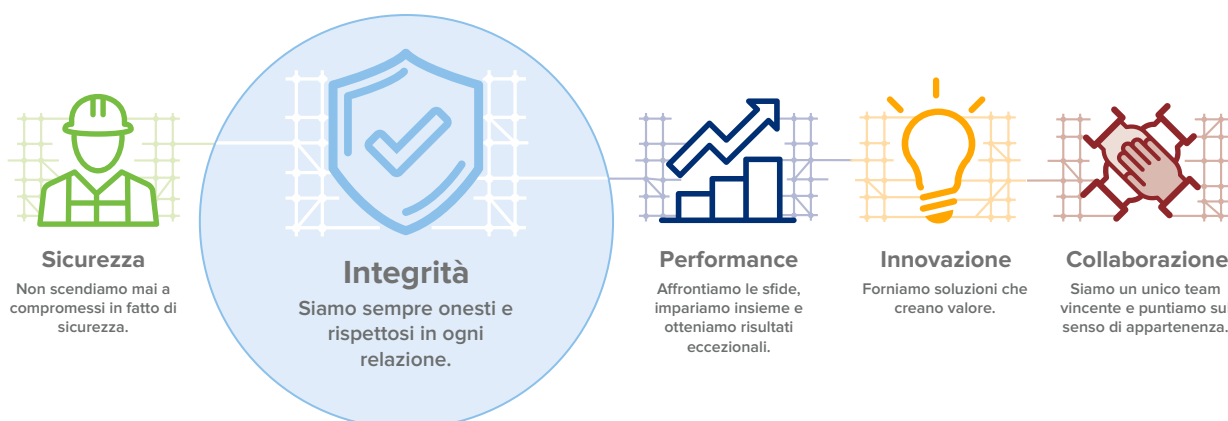 Sicurezza
Non scendiamo mai a
compromessi in fatto di
sicurezza.
Integrità
Siamo sempre onesti e
rispettosi in ogni
relazione.
Performance
Affrontiamo le sfide,
impariamo insieme e
otteniamo risultati
eccezionali.
Innovazione
Forniamo soluzioni che
creano valore.
Collaborazione
Siamo un unico team
vincente e puntiamo sul
senso di appartenenza.